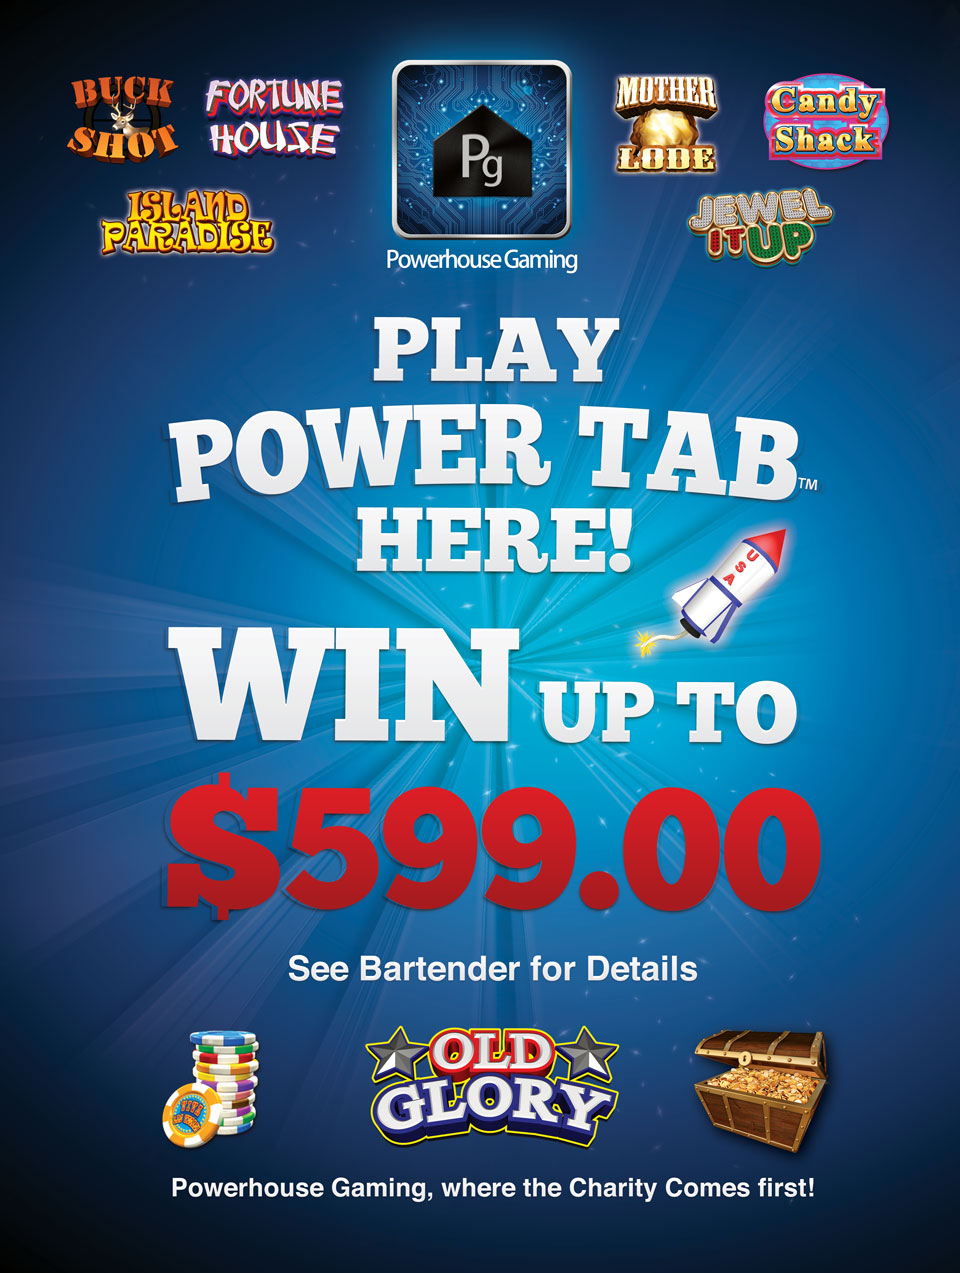 BUCK
SHOT
FORTUNE
HOUSE
Pg
Powerhouse Gaming
MOTHER
LODE
Candy
Shack
ISLAND
PARADISE
JEWEL
IT UP
PLAY
POWER TAB™
HERE!
USA
WIN UP TO
$599.00
See Bartender for Details
OLD
GLORY
Powerhouse Gaming, where the Charity Comes first!